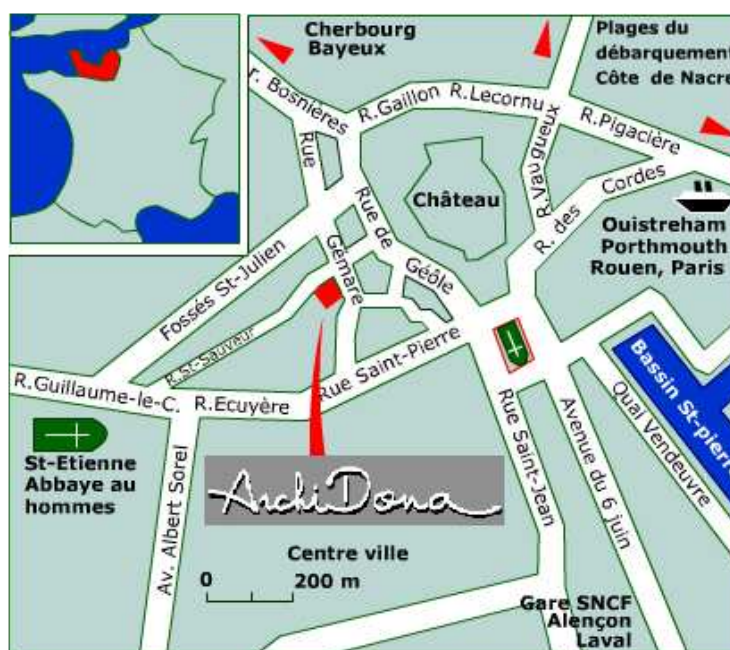 Cherbourg
Bayeux
Plages du
débarquement
Côte de Nacre
r. Bosnières
R.Gaillon
R.Lecornu
R.Pigacière
Rue
Gémare
Rue de
Géôle
Château
R.Vaugueux
R. des
Cordes
Ouistreham
Porthmouth
Rouen, Paris
Fossés St-Julien
R.St-Sauveur
R.Guillaume-le-C.
R.Ecuyère
Rue Saint-Pierre
Bassin St-pierre
Quai Vendeuvre
Avenue du 6 juin
Rue Saint-Jean
St-Etienne
Abbaye au
hommes
Av. Albert Sorel
ArchiDona
Centre ville
0 200 m
Gare SNCF
Alençon
Laval